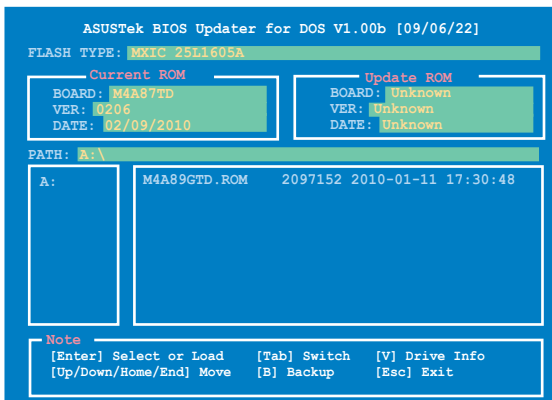 ASUSTek BIOS Updater for DOS V1.00b [09/06/22]
FLASH TYPE: MXIC 25L1605A
Current ROM
BOARD: M4A87TD
VER: 0206
DATE: 02/09/2010
Update ROM
BOARD: Unknown
VER: Unknown
DATE: Unknown
PATH: A:\
A:
M4A89GTD.ROM 2097152 2010-01-11 17:30:48
Note
[Enter] Select or Load [Tab] Switch [V] Drive Info
[Up/Down/Home/End] Move [B] Backup [Esc] Exit